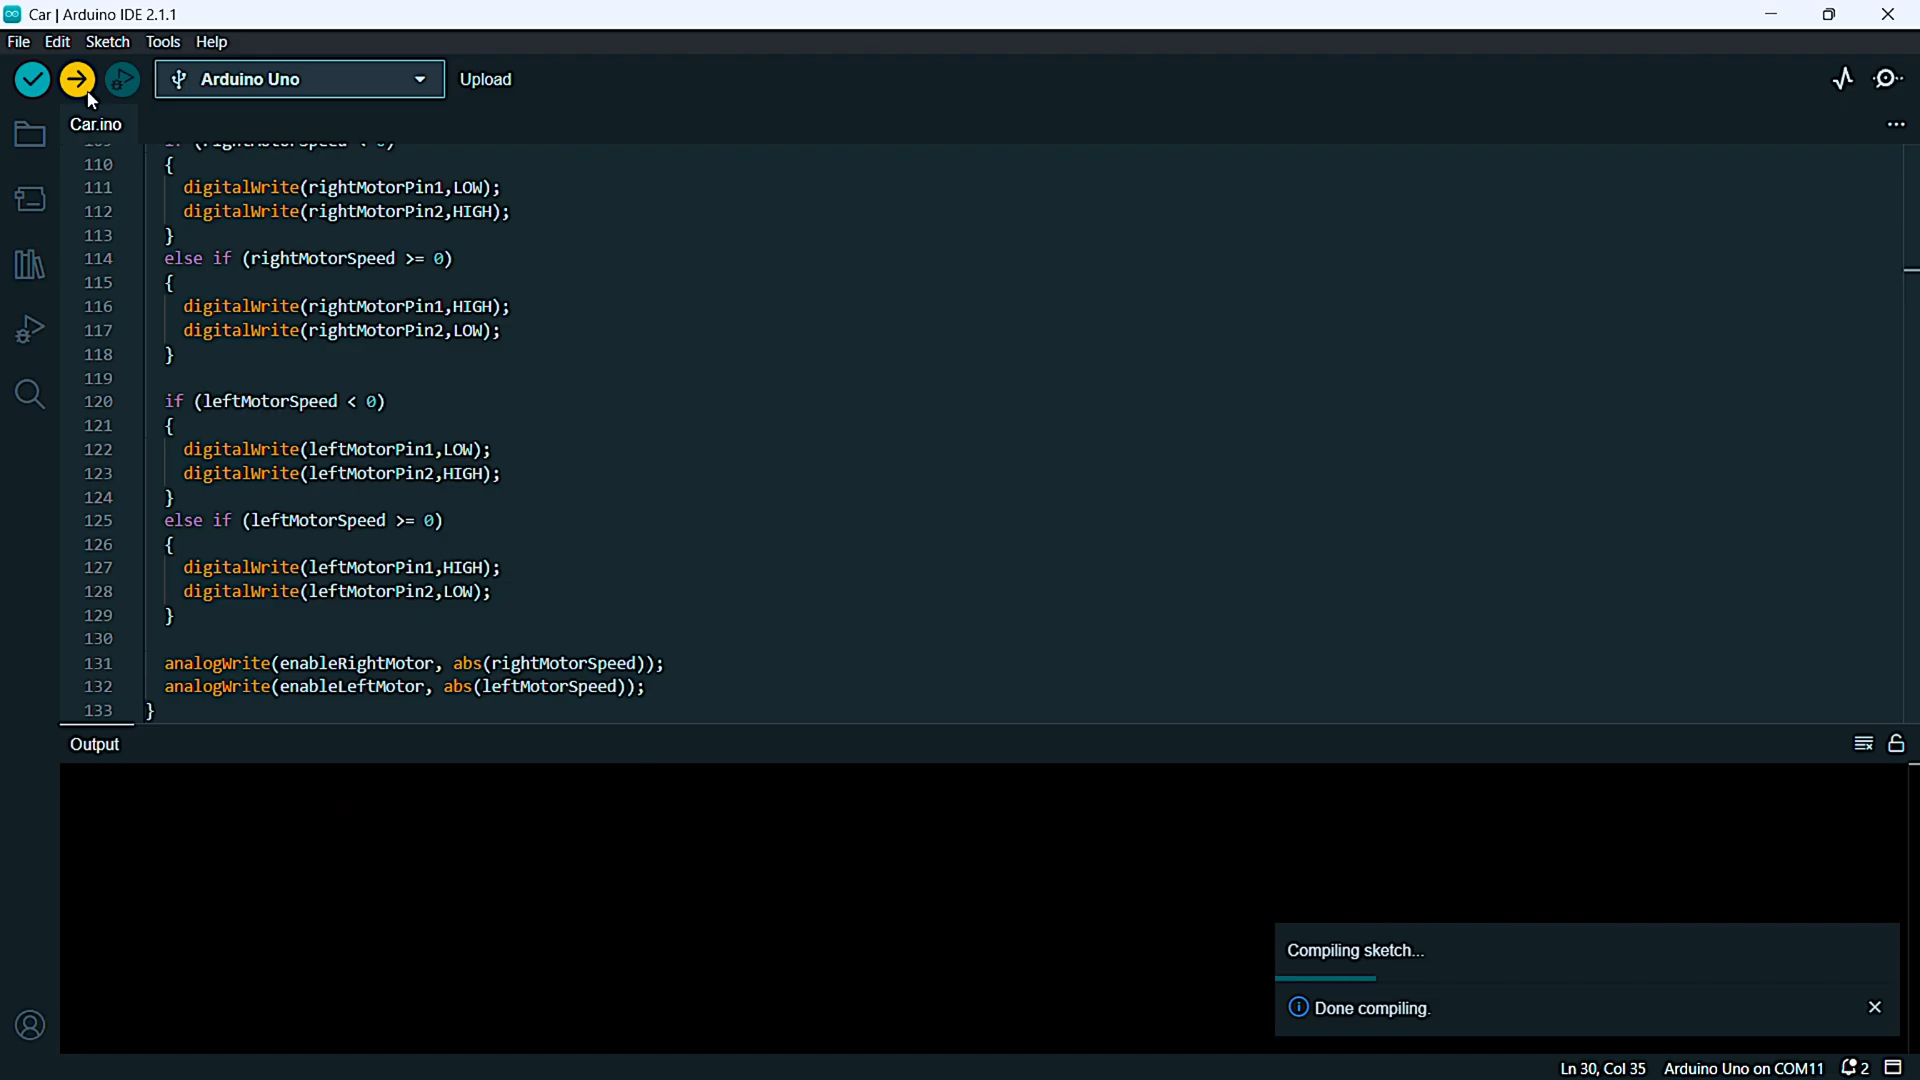 Car | Arduino IDE 2.1.1
File Edit Sketch Tools Help
Arduino Uno Upload
Car.ino
110 {
111 digitalWrite(rightMotorPin1,LOW);
112 digitalWrite(rightMotorPin2,HIGH);
113 }
114 else if (rightMotorSpeed >= 0)
115 {
116 digitalWrite(rightMotorPin1,HIGH);
117 digitalWrite(rightMotorPin2,LOW);
118 }
119
120 if (leftMotorSpeed < 0)
121 {
122 digitalWrite(leftMotorPin1,LOW);
123 digitalWrite(leftMotorPin2,HIGH);
124 }
125 else if (leftMotorSpeed >= 0)
126 {
127 digitalWrite(leftMotorPin1,HIGH);
128 digitalWrite(leftMotorPin2,LOW);
129 }
130
131 analogWrite(enableRightMotor, abs(rightMotorSpeed));
132 analogWrite(enableLeftMotor, abs(leftMotorSpeed));
133 }
Output
Compiling sketch...
Done compiling.
Ln 30, Col 35 Arduino Uno on COM11 2